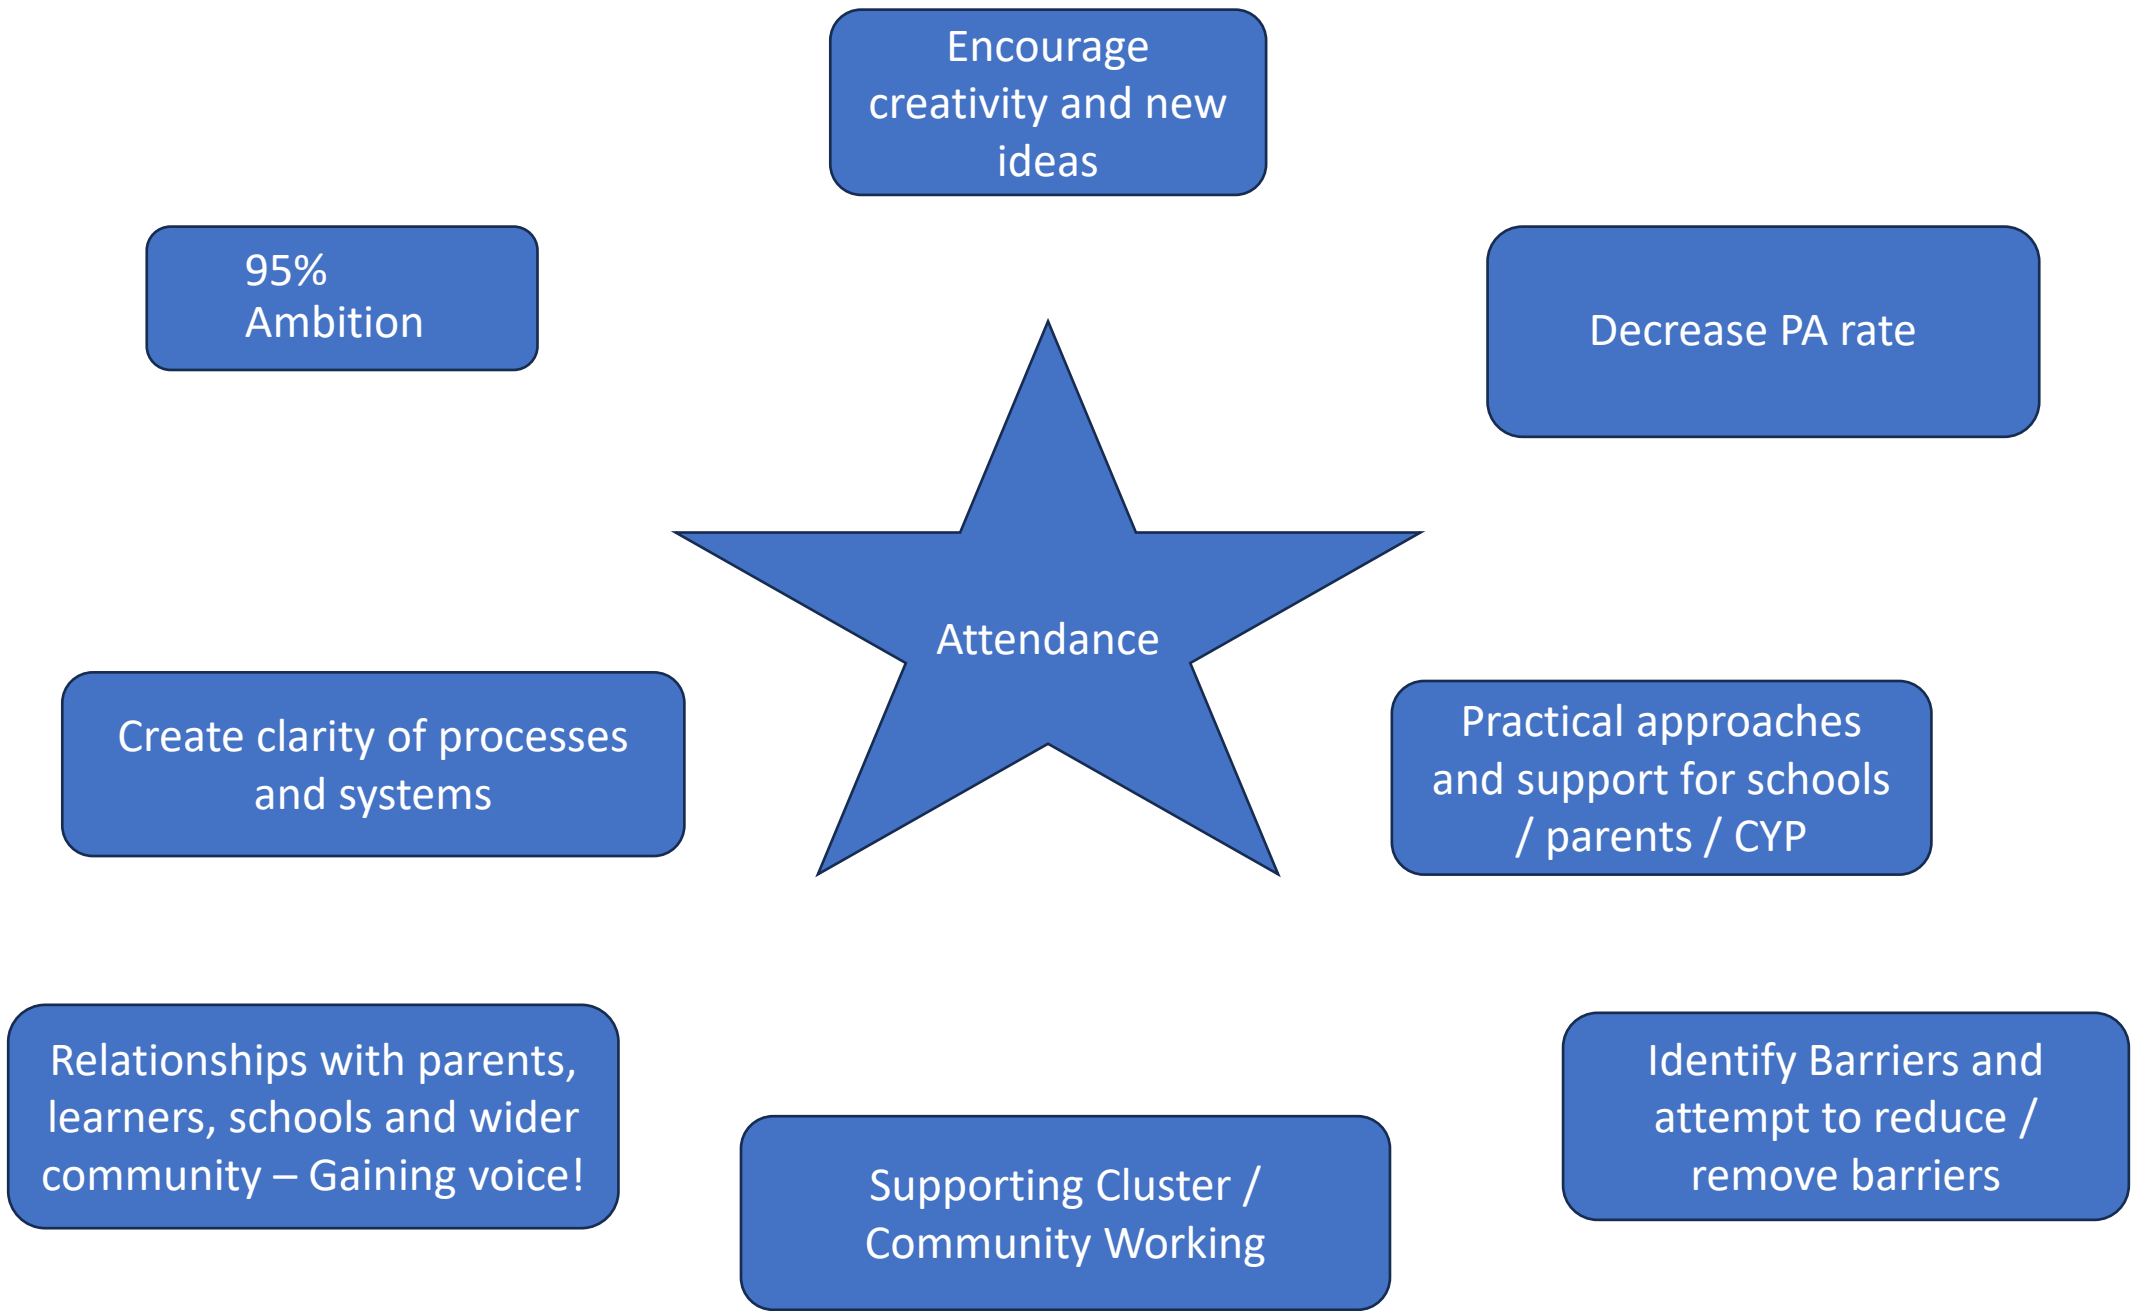 Encourage
creativity and new
ideas
95%
Ambition
Decrease PA rate
Attendance
Create clarity of processes
and systems
Practical approaches
and support for schools
/ parents / CYP
Relationships with parents,
learners, schools and wider
community – Gaining voice!
Supporting Cluster /
Community Working
Identify Barriers and
attempt to reduce /
remove barriers